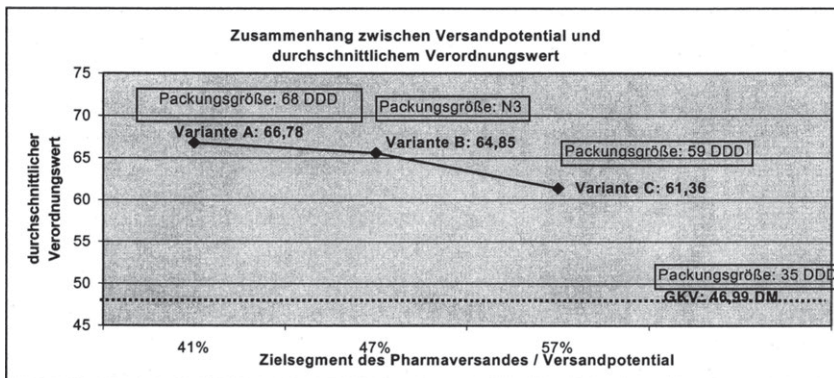 Zusammenhang zwischen Versandpotential und
durchschnittlichem Verordnungswert
durchschnittlicher
Verordnungswert
75
70
65
60
55
50
45
Packungsgröße: 68 DDD
Variante A: 66,78
Packungsgröße: N3
Variante B: 64,85
Packungsgröße: 59 DDD
Variante C: 61,36
Packungsgröße: 35 DDD
GKV: 46,99 DM
41%
47%
57%
Zielsegment des Pharmaversandes / Versandpotential